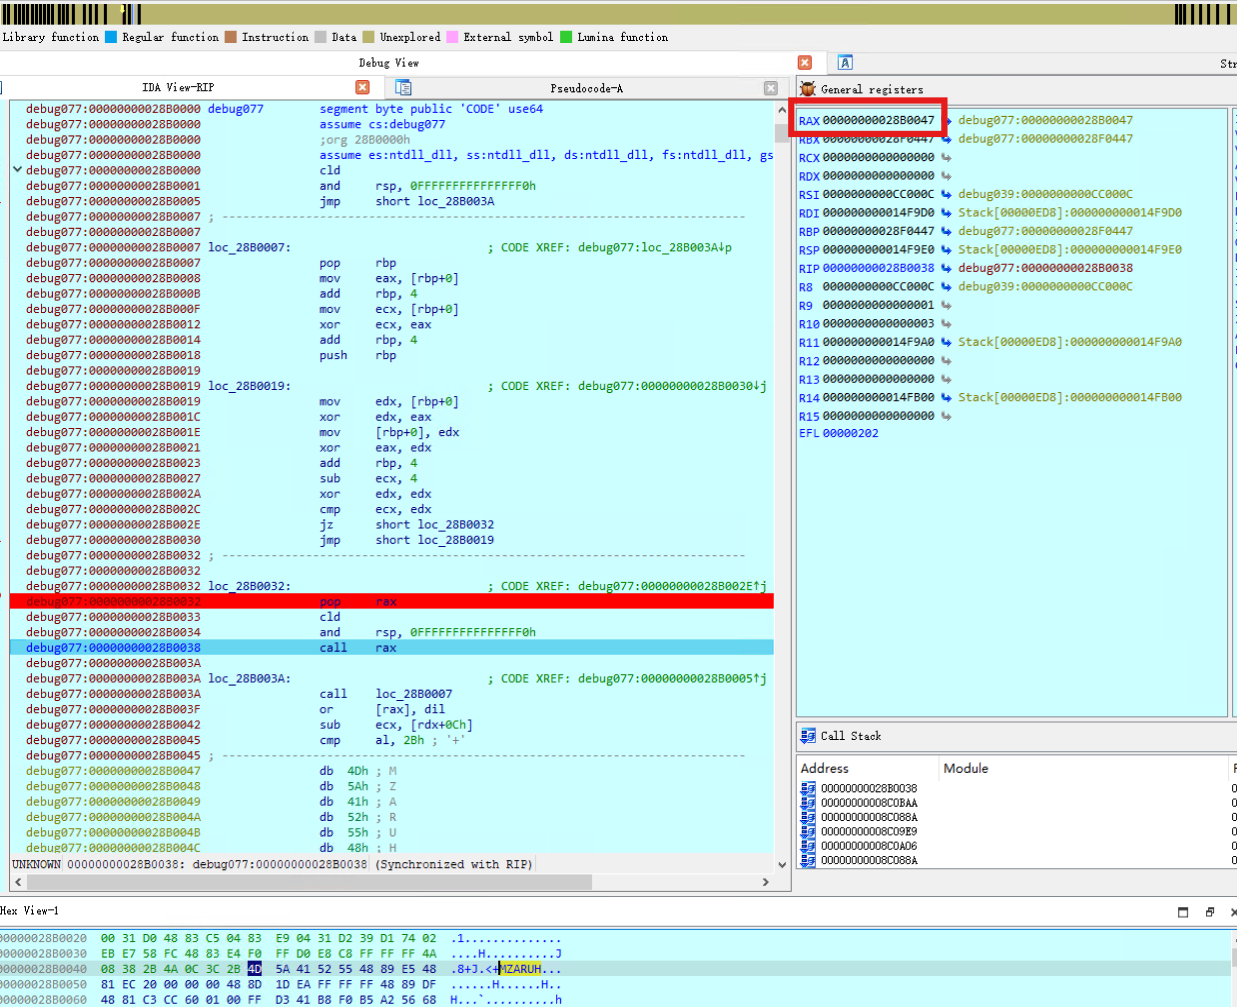 Library function Regular function Instruction Data Unexplored External symbol Lumina function
Debug View
A
Str
IDA View-RIP
Pseudocode-A
General registers
debug077:00000000028B0000 debug077 segment byte public 'CODE' use64
debug077:00000000028B0000 assume cs:debug077
debug077:00000000028B0000 ;org 28B0000h
debug077:00000000028B0000 assume es:ntdll_dll, ss:ntdll_dll, ds:ntdll_dll, fs:ntdll_dll, gs
debug077:00000000028B0000 cld
debug077:00000000028B0001 and rsp, 0FFFFFFFFFFFFFFF0h
debug077:00000000028B0005 jmp short loc_28B003A
debug077:00000000028B0007 ; ---------------------------------------------------------------------------
debug077:00000000028B0007
debug077:00000000028B0007 loc_28B0007: ; CODE XREF: debug077:loc_28B003A↓p
debug077:00000000028B0007 pop rbp
debug077:00000000028B0008 mov eax, [rbp+0]
debug077:00000000028B000B add rbp, 4
debug077:00000000028B000F mov ecx, [rbp+0]
debug077:00000000028B0012 xor ecx, eax
debug077:00000000028B0014 add rbp, 4
debug077:00000000028B0018 push rbp
debug077:00000000028B0019
debug077:00000000028B0019 loc_28B0019: ; CODE XREF: debug077:00000000028B0030↓j
debug077:00000000028B0019 mov edx, [rbp+0]
debug077:00000000028B001C xor edx, eax
debug077:00000000028B001E mov [rbp+0], edx
debug077:00000000028B0021 xor eax, edx
debug077:00000000028B0023 add rbp, 4
debug077:00000000028B0027 sub ecx, 4
debug077:00000000028B002A xor edx, edx
debug077:00000000028B002C cmp ecx, edx
debug077:00000000028B002E jz short loc_28B0032
debug077:00000000028B0030 jmp short loc_28B0019
debug077:00000000028B0032 ; ---------------------------------------------------------------------------
debug077:00000000028B0032
debug077:00000000028B0032 loc_28B0032: ; CODE XREF: debug077:00000000028B002E↑j
debug077:00000000028B0032 pop rax
debug077:00000000028B0033 cld
debug077:00000000028B0034 and rsp, 0FFFFFFFFFFFFFFF0h
debug077:00000000028B0038 call rax
debug077:00000000028B003A
debug077:00000000028B003A loc_28B003A: ; CODE XREF: debug077:00000000028B0005↑j
debug077:00000000028B003A call loc_28B0007
debug077:00000000028B003F or [rax], dil
debug077:00000000028B0042 sub ecx, [rdx+0Ch]
debug077:00000000028B0045 cmp al, 2Bh ; '+'
debug077:00000000028B0045 ; ---------------------------------------------------------------------------
debug077:00000000028B0047 db 4Dh ; M
debug077:00000000028B0048 db 5Ah ; Z
debug077:00000000028B0049 db 41h ; A
debug077:00000000028B004A db 52h ; R
debug077:00000000028B004B db 55h ; U
debug077:00000000028B004C db 48h ; H
UNKNOWN 00000000028B0038: debug077:00000000028B0038 (Synchronized with RIP)
RAX 00000000028B0047 debug077:00000000028B0047
RBX 00000000028F0447 debug077:00000000028F0447
RCX 0000000000000000
RDX 0000000000000000
RSI 0000000000CC000C debug039:0000000000CC000C
RDI 000000000014F9D0 Stack[00000ED8]:000000000014F9D0
RBP 00000000028F0447 debug077:00000000028F0447
RSP 000000000014F9E0 Stack[00000ED8]:000000000014F9E0
RIP 00000000028B0038 debug077:00000000028B0038
R8 0000000000CC000C debug039:0000000000CC000C
R9 0000000000000001
R10 0000000000000003
R11 000000000014F9A0 Stack[00000ED8]:000000000014F9A0
R12 0000000000000000
R13 0000000000000000
R14 000000000014FB00 Stack[00000ED8]:000000000014FB00
R15 0000000000000000
EFL 00000202
Call Stack
Address Module
00000000028B0038
00000000008C0BAA
00000000008C088A
00000000008C09E9
00000000008C0A06
00000000008C088A
Hex View-1
00000000028B0020 00 31 D0 48 83 C5 04 83 E9 04 31 D2 39 D1 74 02 .1..............
00000000028B0030 EB E7 58 FC 48 83 E4 F0 FF D0 E8 C8 FF FF FF 4A ....H..........J
00000000028B0040 08 38 2B 4A 0C 3C 2B 4D 5A 41 52 55 48 89 E5 48 .8+J.<+MZARUH...
00000000028B0050 81 EC 20 00 00 00 48 8D 1D EA FF FF FF 48 89 DF ......H......H..
00000000028B0060 48 81 C3 CC 60 01 00 FF D3 41 B8 F0 B5 A2 56 68 H...`..........h